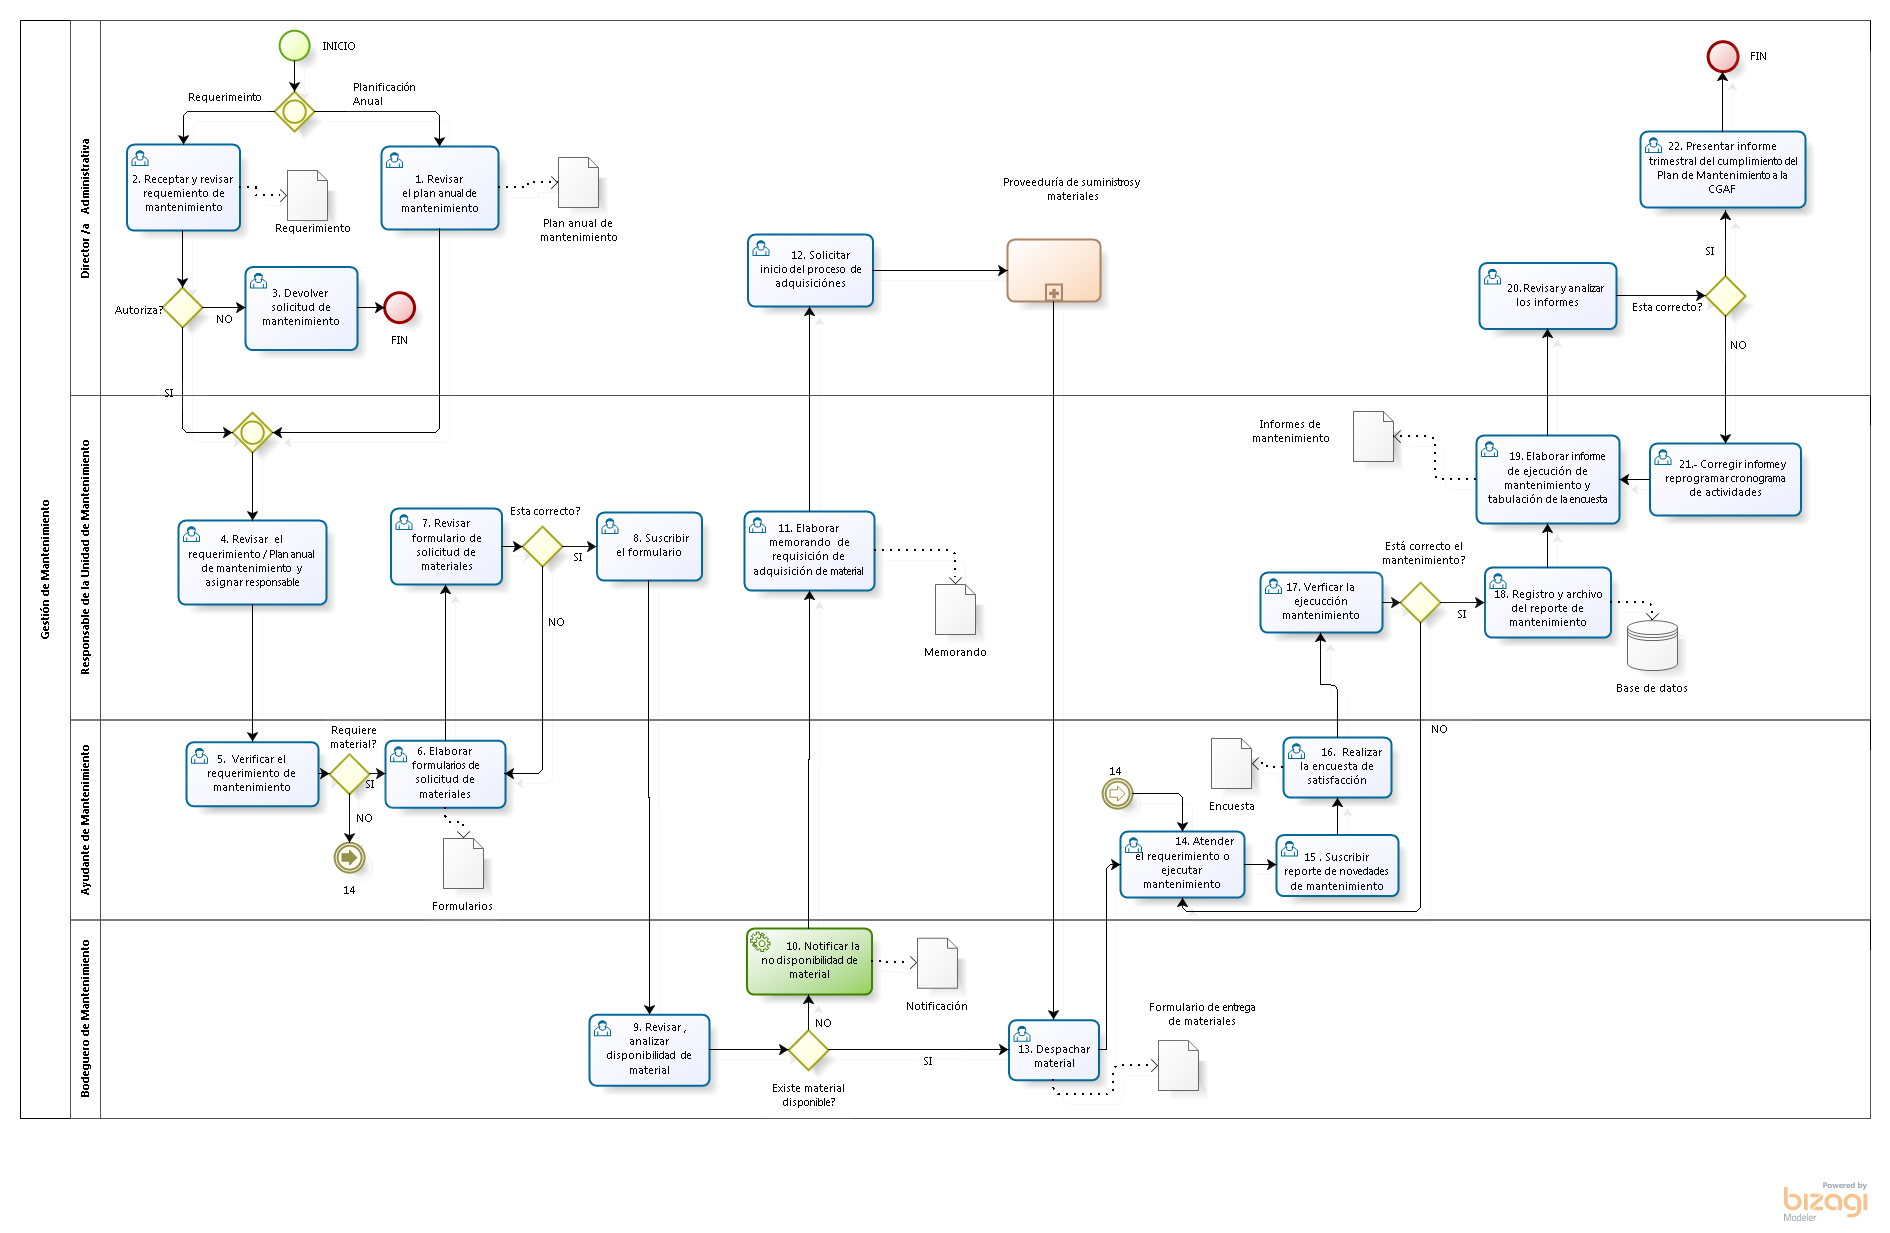 Gestión de Mantenimiento
Director /a Administrativa
INICIO
Requerimeinto
Planificación
Anual
2. Receptar y revisar
requemiento de
mantenimiento
Requerimiento
1. Revisar
el plan anual de
mantenimiento
Plan anual de
mantenimiento
Autoriza?
NO
3. Devolver
solicitud de
mantenimiento
FIN
SI
12. Solicitar
inicio del proceso de
adquisiciónes
Proveeduría de suministros y
materiales
20. Revisar y analizar
los informes
Esta correcto?
SI
NO
22. Presentar informe
trimestral del cumplimiento del
Plan de Mantenimiento a la
CGAF
FIN
Responsable de la Unidad de Mantenimiento
4. Revisar el
requerimiento / Plan anual
de mantenimiento y
asignar responsable
7. Revisar
formulario de
solicitud de
materiales
Esta correcto?
SI
NO
8. Suscribir
el formulario
11. Elaborar
memorando de
requisición de
adquisición de material
Memorando
Informes de
mantenimiento
19. Elaborar informe
de ejecución de
mantenimiento y
tabulación de la encuesta
21.- Corregir informe y
reprogramar cronograma
de actividades
17. Verficar la
ejecucción
mantenimiento
Está correcto el
mantenimiento?
SI
NO
18. Registro y archivo
del reporte de
mantenimiento
Base de datos
Ayudante de Mantenimiento
5. Verificar el
requerimiento de
mantenimiento
Requiere
material?
SI
NO
14
6. Elaborar
formularios de
solicitud de
materiales
Formularios
14
14. Atender
el requerimiento o
ejecutar
mantenimiento
15 . Suscribir
reporte de novedades
de mantenimiento
16. Realizar
la encuesta de
satisfacción
Encuesta
Bodeguero de Mantenimiento
9. Revisar ,
analizar
disponibilidad de
material
Existe material
disponible?
NO
SI
10. Notificar la
no disponibilidad de
material
Notificación
13. Despachar
material
Formulario de entrega
de materiales
Powered by
bizagi
Modeler